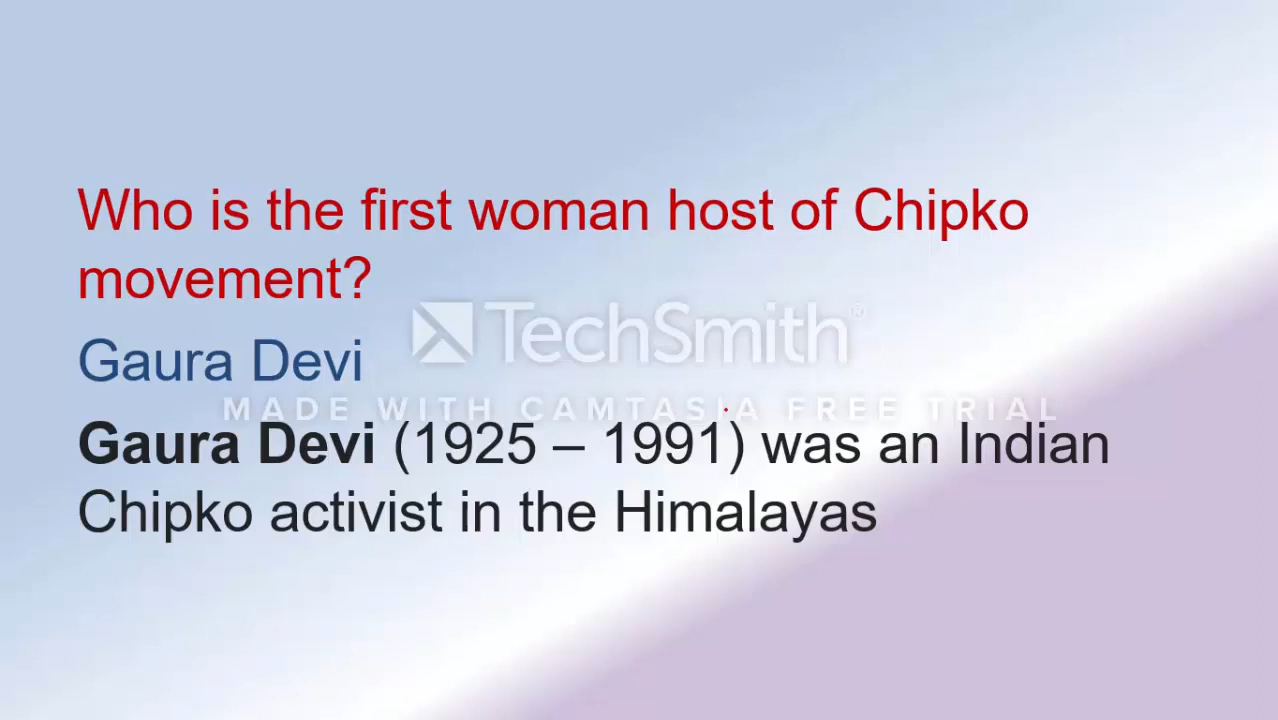 Who is the first woman host of Chipko
movement?
TechSmith®
Gaura Devi
MADE WITH CAMTASIA FREE TRIAL
Gaura Devi (1925 – 1991) was an Indian
Chipko activist in the Himalayas